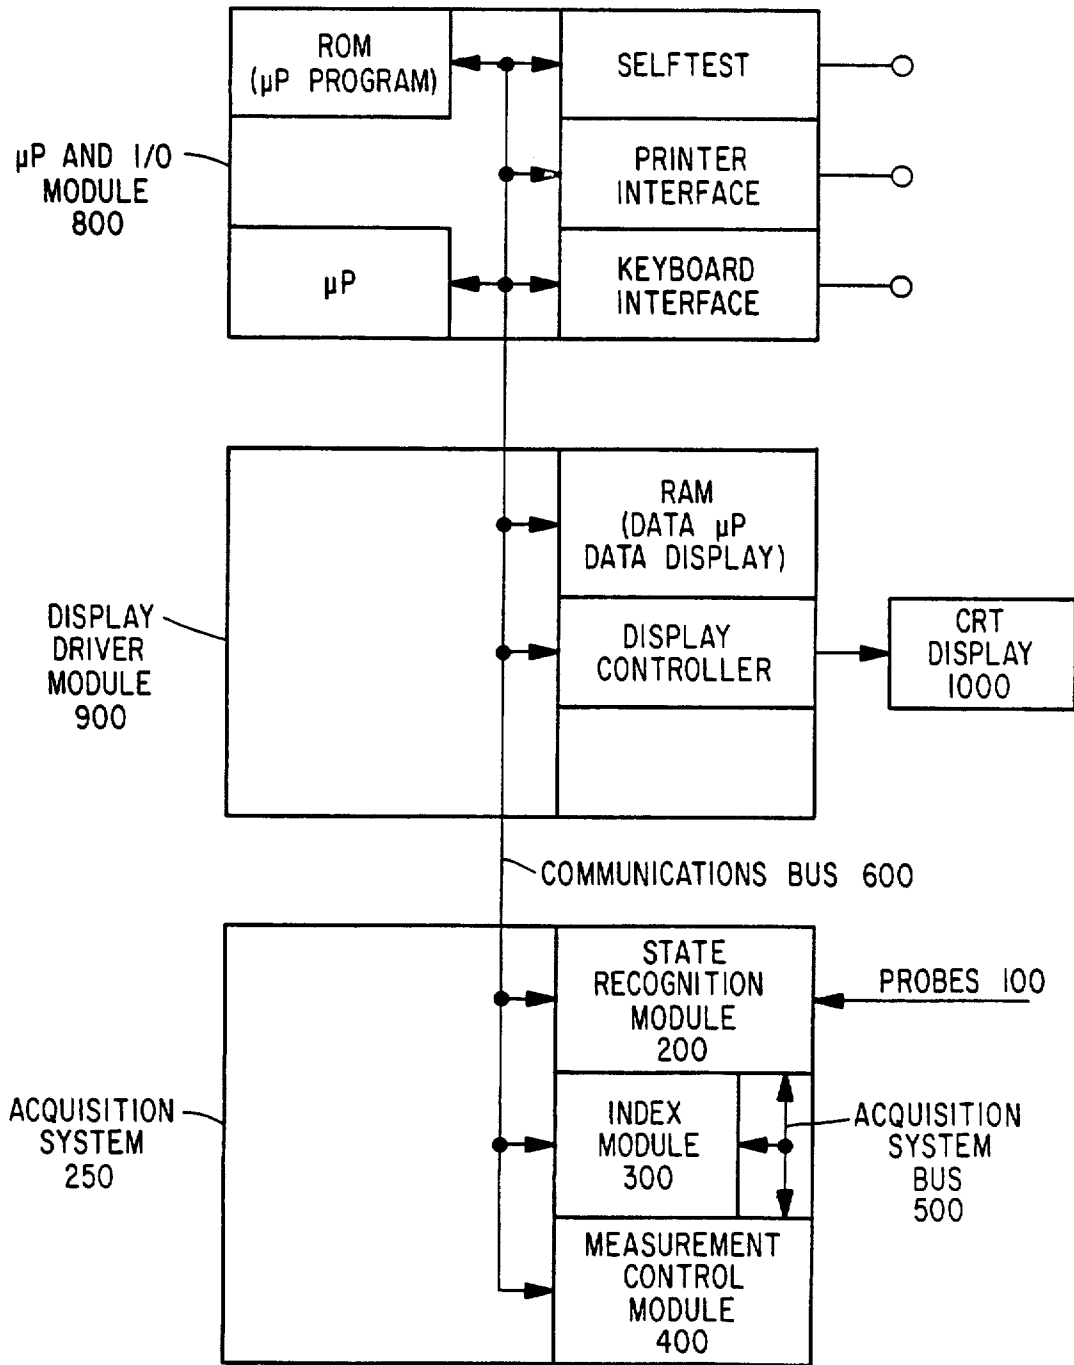 ROM
(µP PROGRAM)
SELFTEST
µP AND I/O
MODULE
800
PRINTER
INTERFACE
µP
KEYBOARD
INTERFACE
RAM
(DATA µP
DATA DISPLAY)
DISPLAY
DRIVER
MODULE
900
DISPLAY
CONTROLLER
CRT
DISPLAY
1000
COMMUNICATIONS BUS 600
STATE
RECOGNITION
MODULE
200
PROBES 100
ACQUISITION
SYSTEM
250
INDEX
MODULE
300
ACQUISITION
SYSTEM
BUS
500
MEASUREMENT
CONTROL
MODULE
400